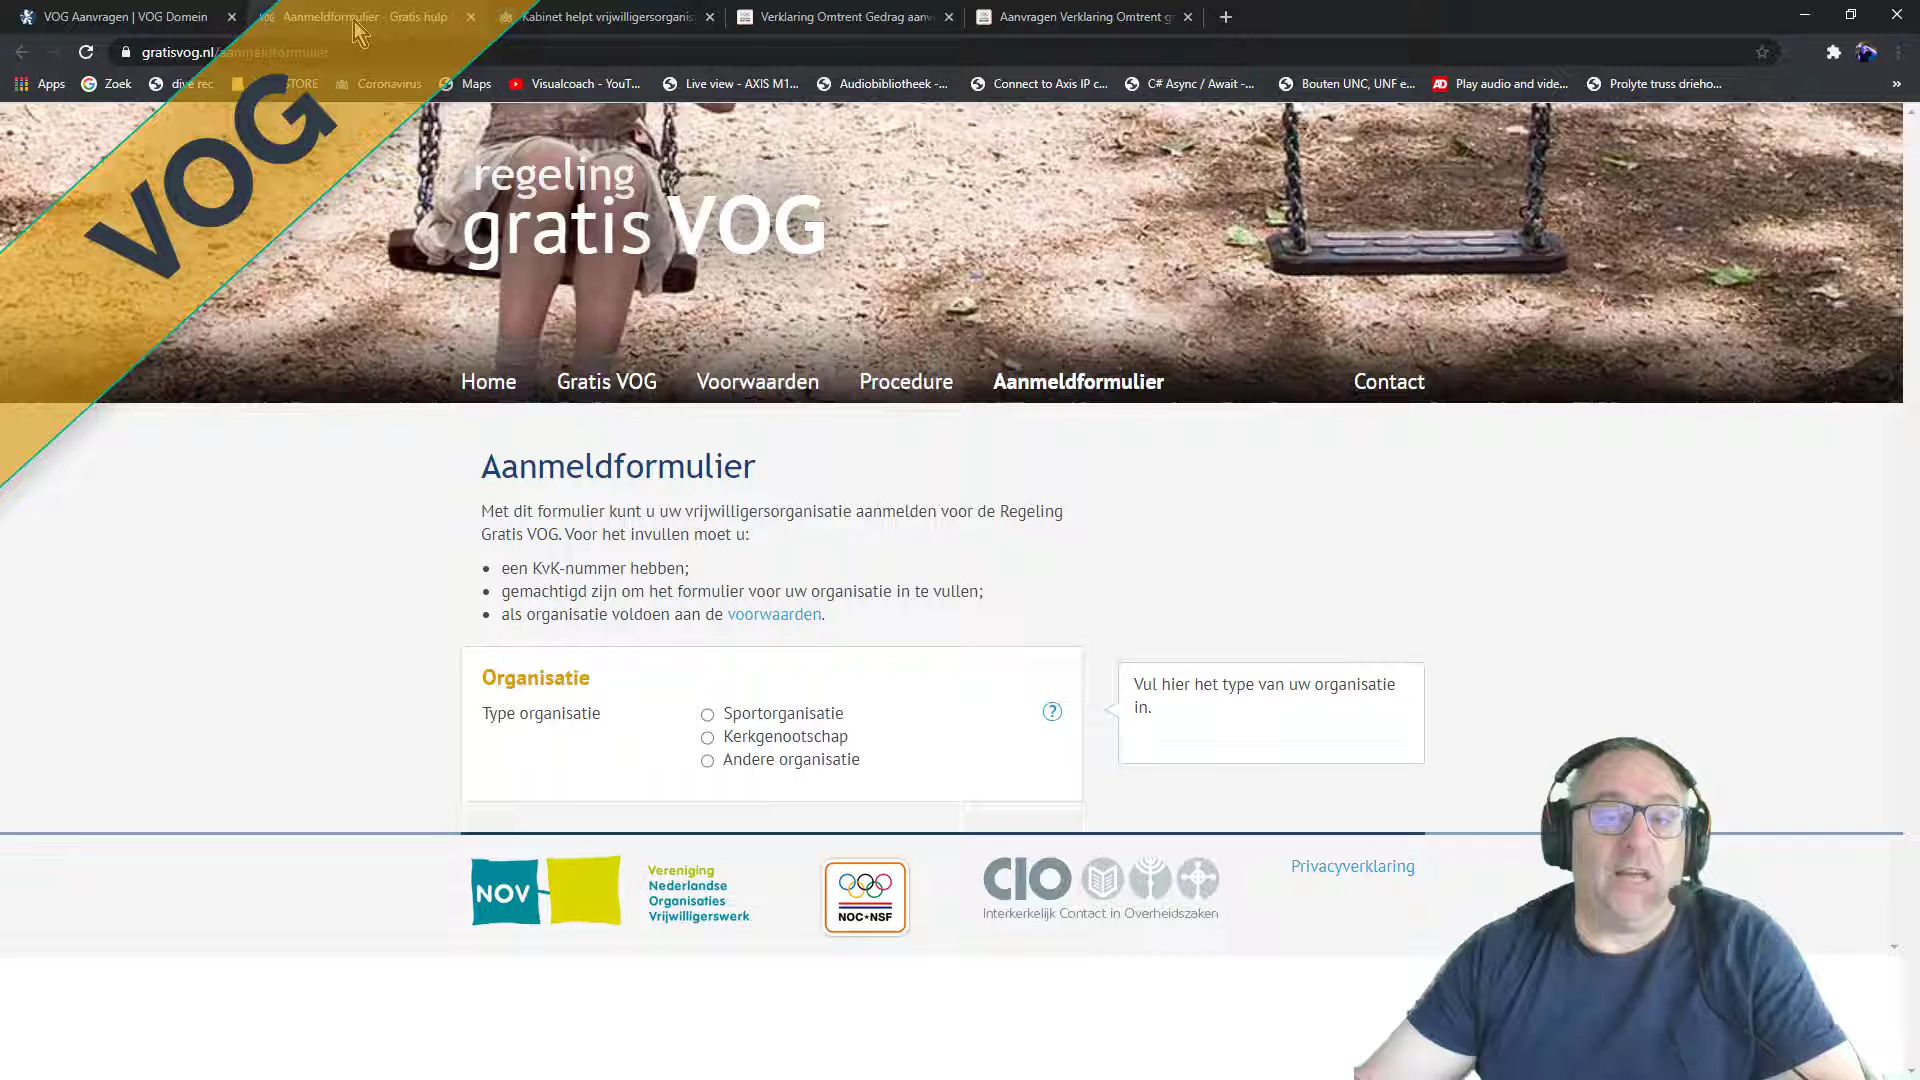 VOG Aanvragen | VOG Domein
Aanmeldformulier - Gratis hulp
Kabinet helpt vrijwilligersorganis
Verklaring Omtrent Gedrag aanv
Aanvragen Verklaring Omtrent g
gratisvog.nl/aanmeldformulier
Apps
Zoek
dive rec
STORE
Coronavirus
Maps
Visualcoach - YouT...
Live view - AXIS M1...
Audiobibliotheek -...
Connect to Axis IP c...
C# Async / Await -...
Bouten UNC, UNF e...
Play audio and vide...
Prolyte truss drieho...
VOG
regeling
gratis VOG
Home
Gratis VOG
Voorwaarden
Procedure
Aanmeldformulier
Contact
Aanmeldformulier
Met dit formulier kunt u uw vrijwilligersorganisatie aanmelden voor de Regeling
Gratis VOG. Voor het invullen moet u:
een KvK-nummer hebben;
gemachtigd zijn om het formulier voor uw organisatie in te vullen;
als organisatie voldoen aan de voorwaarden.
Organisatie
Type organisatie
Sportorganisatie
Kerkgenootschap
Andere organisatie
?
Vul hier het type van uw organisatie
in.
NOV
Vereniging
Nederlandse
Organisaties
Vrijwilligerswerk
NOC*NSF
CIO
Interkerkelijk Contact in Overheidszaken
Privacyverklaring